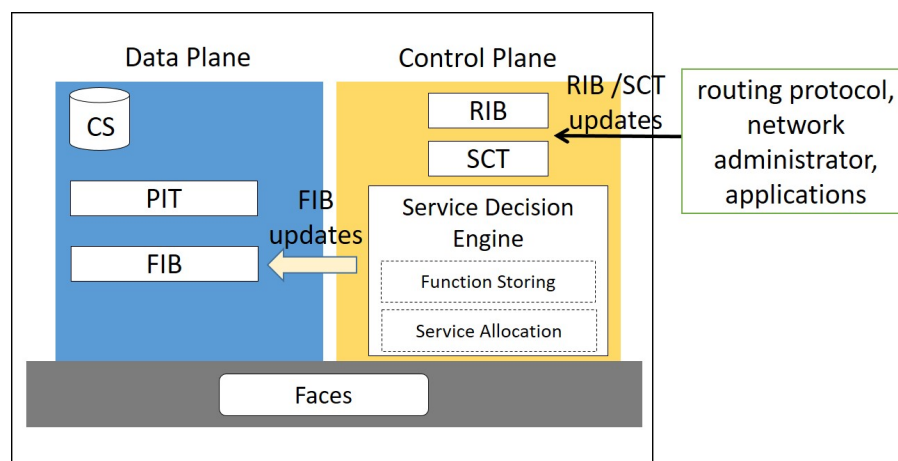 Data Plane
Control Plane
CS
PIT
FIB
FIB
updates
RIB
SCT
Service Decision
Engine
Function Storing
Service Allocation
RIB /SCT
updates
routing protocol,
network
administrator,
applications
Faces